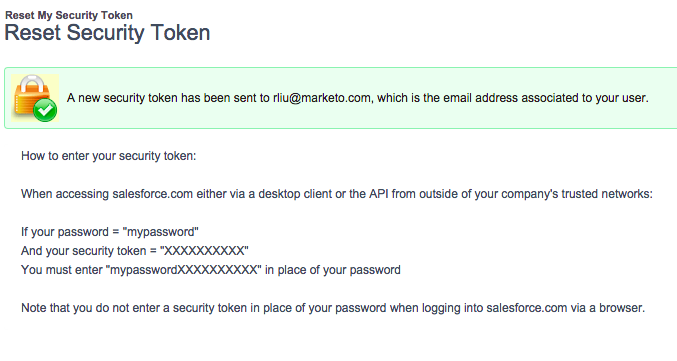 Reset My Security Token
Reset Security Token
A new security token has been sent to rliu@marketo.com, which is the email address associated to your user.
How to enter your security token:
When accessing salesforce.com either via a desktop client or the API from outside of your company's trusted networks:
If your password = "mypassword"
And your security token = "XXXXXXXXXX"
You must enter "mypasswordXXXXXXXXXX" in place of your password
Note that you do not enter a security token in place of your password when logging into salesforce.com via a browser.